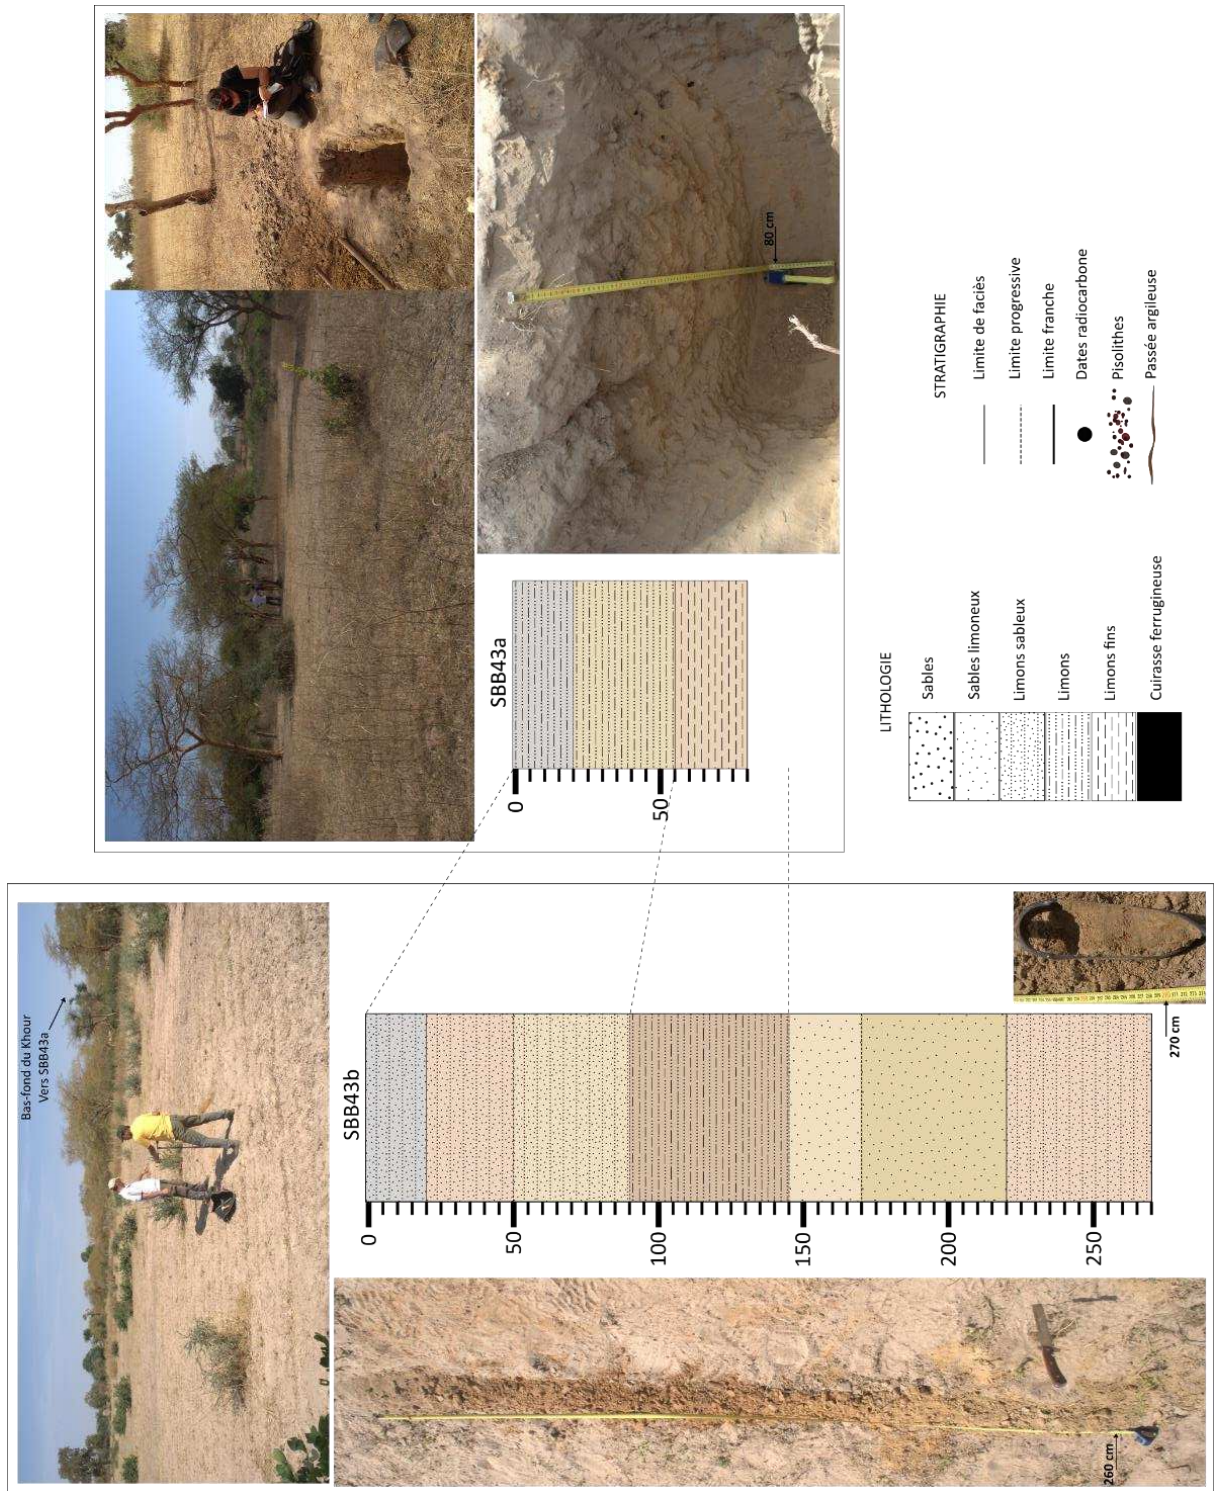 Bas-fond du Khour
Vers SBB43a
SBB43b
0
50
100
150
200
250
260 cm
270 cm
SBB43a
0
50
80 cm
LITHOLOGIE
Sables
Sables limoneux
Limons sableux
Limons
Limons fins
Cuirasse ferrugineuse
STRATIGRAPHIE
Limite de faciès
Limite progressive
Limite franche
Dates radiocarbone
Pisolithes
Passée argileuse